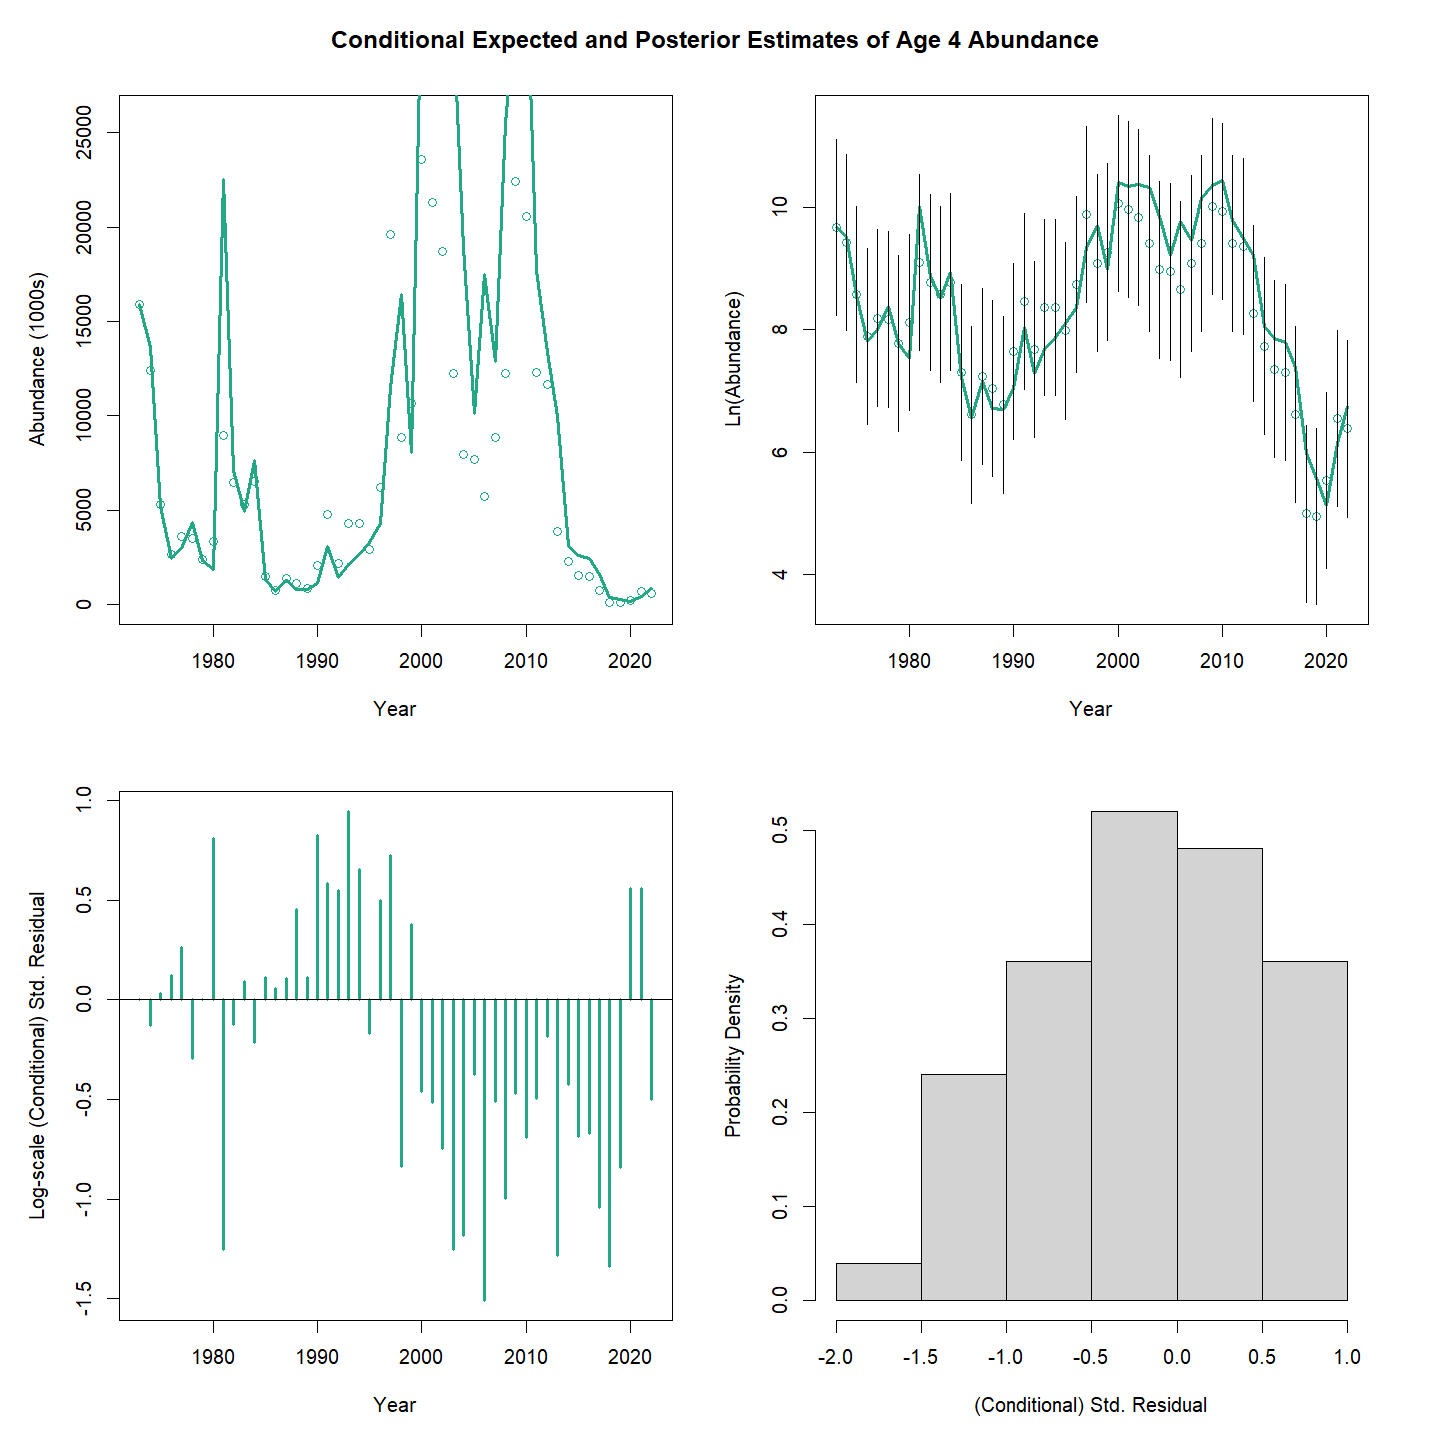 Conditional Expected and Posterior Estimates of Age 4 Abundance
Abundance (1000s)
25000
20000
15000
10000
5000
0
1980 1990 2000 2010 2020
Year
Ln(Abundance)
10
8
6
4
1980 1990 2000 2010 2020
Year
Log-scale (Conditional) Std. Residual
1.0
0.5
0.0
-0.5
-1.0
-1.5
1980 1990 2000 2010 2020
Year
Probability Density
0.5
0.4
0.3
0.2
0.1
0.0
-2.0 -1.5 -1.0 -0.5 0.0 0.5 1.0
(Conditional) Std. Residual